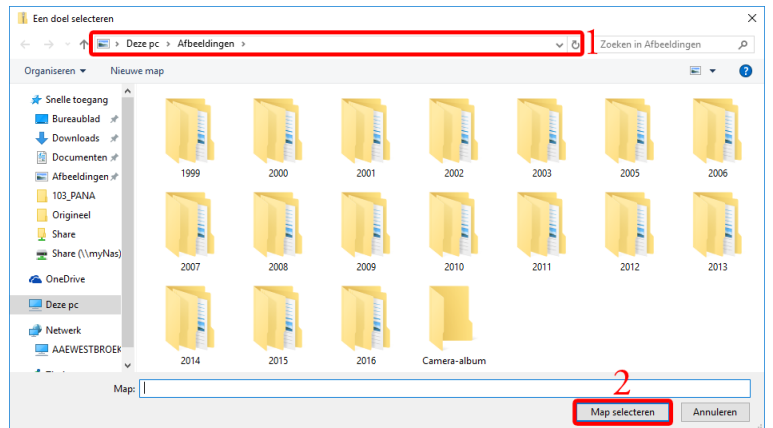 Een doel selecteren
Deze pc › Afbeeldingen ›
1
Zoeken in Afbeeldingen
Organiseren
Nieuwe map
?
Snelle toegang
Bureaublad
Downloads
Documenten
Afbeeldingen
103_PANA
Origineel
Share
Share (\\myNas)
OneDrive
Deze pc
Netwerk
AAEWESTBROEK
1999 2000 2001 2002 2003 2005 2006
2007 2008 2009 2010 2011 2012 2013
2014 2015 2016 Camera-album
Map:
2
Map selecteren
Annuleren